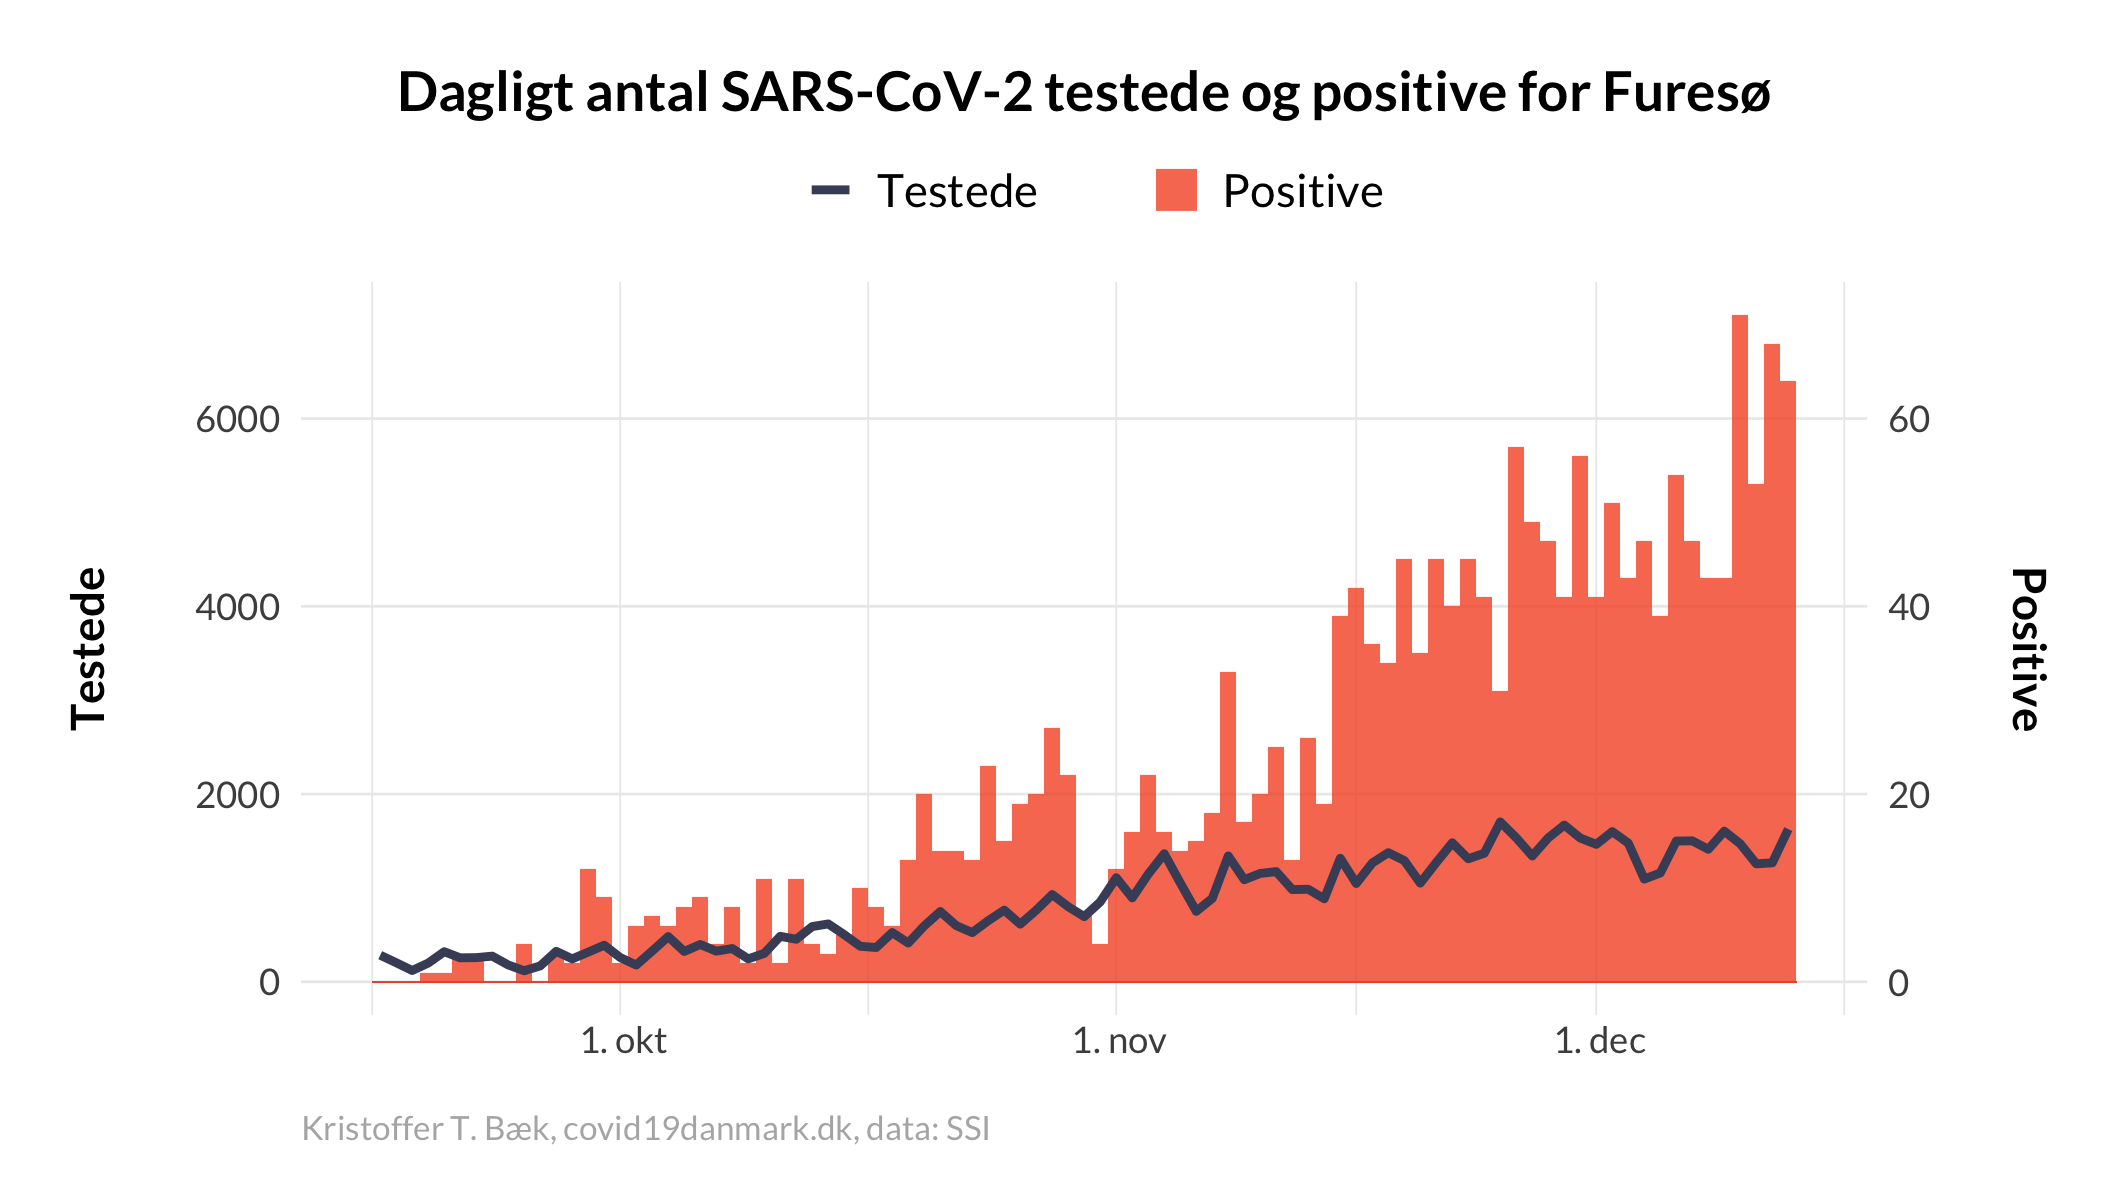 Dagligt antal SARS-CoV-2 testede og positive for Furesø
Testede
Positive
Testede
6000
4000
2000
0
60
40
20
0
Positive
1. okt
1. nov
1. dec
Kristoffer T. Bæk, covid19danmark.dk, data: SSI